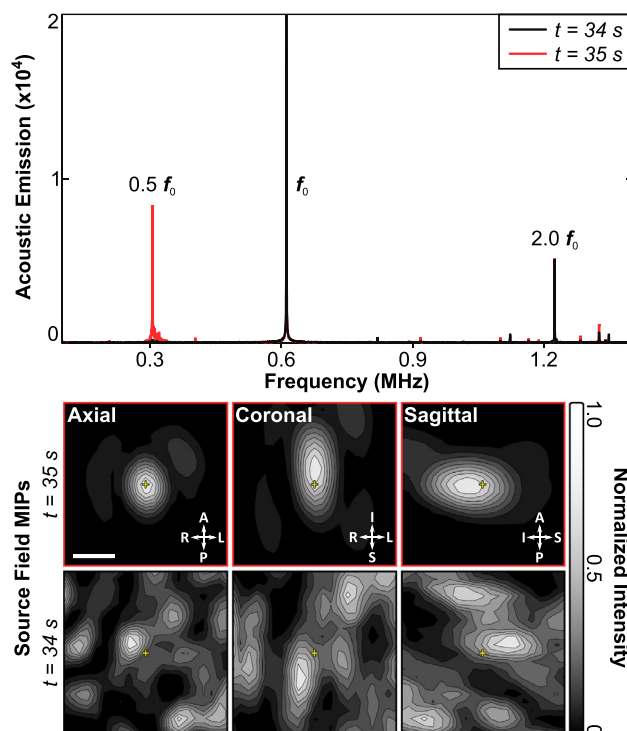 Acoustic Emission (x10⁴)
2
1
0
t = 34 s
t = 35 s
0.5 f₀
f₀
2.0 f₀
0.3
0.6
0.9
1.2
Frequency (MHz)
Source Field MIPs
t = 35 s
Axial
A
R L
P
Coronal
I
R L
S
Sagittal
A
I S
P
t = 34 s
1.0
0.5
0
Normalized Intensity